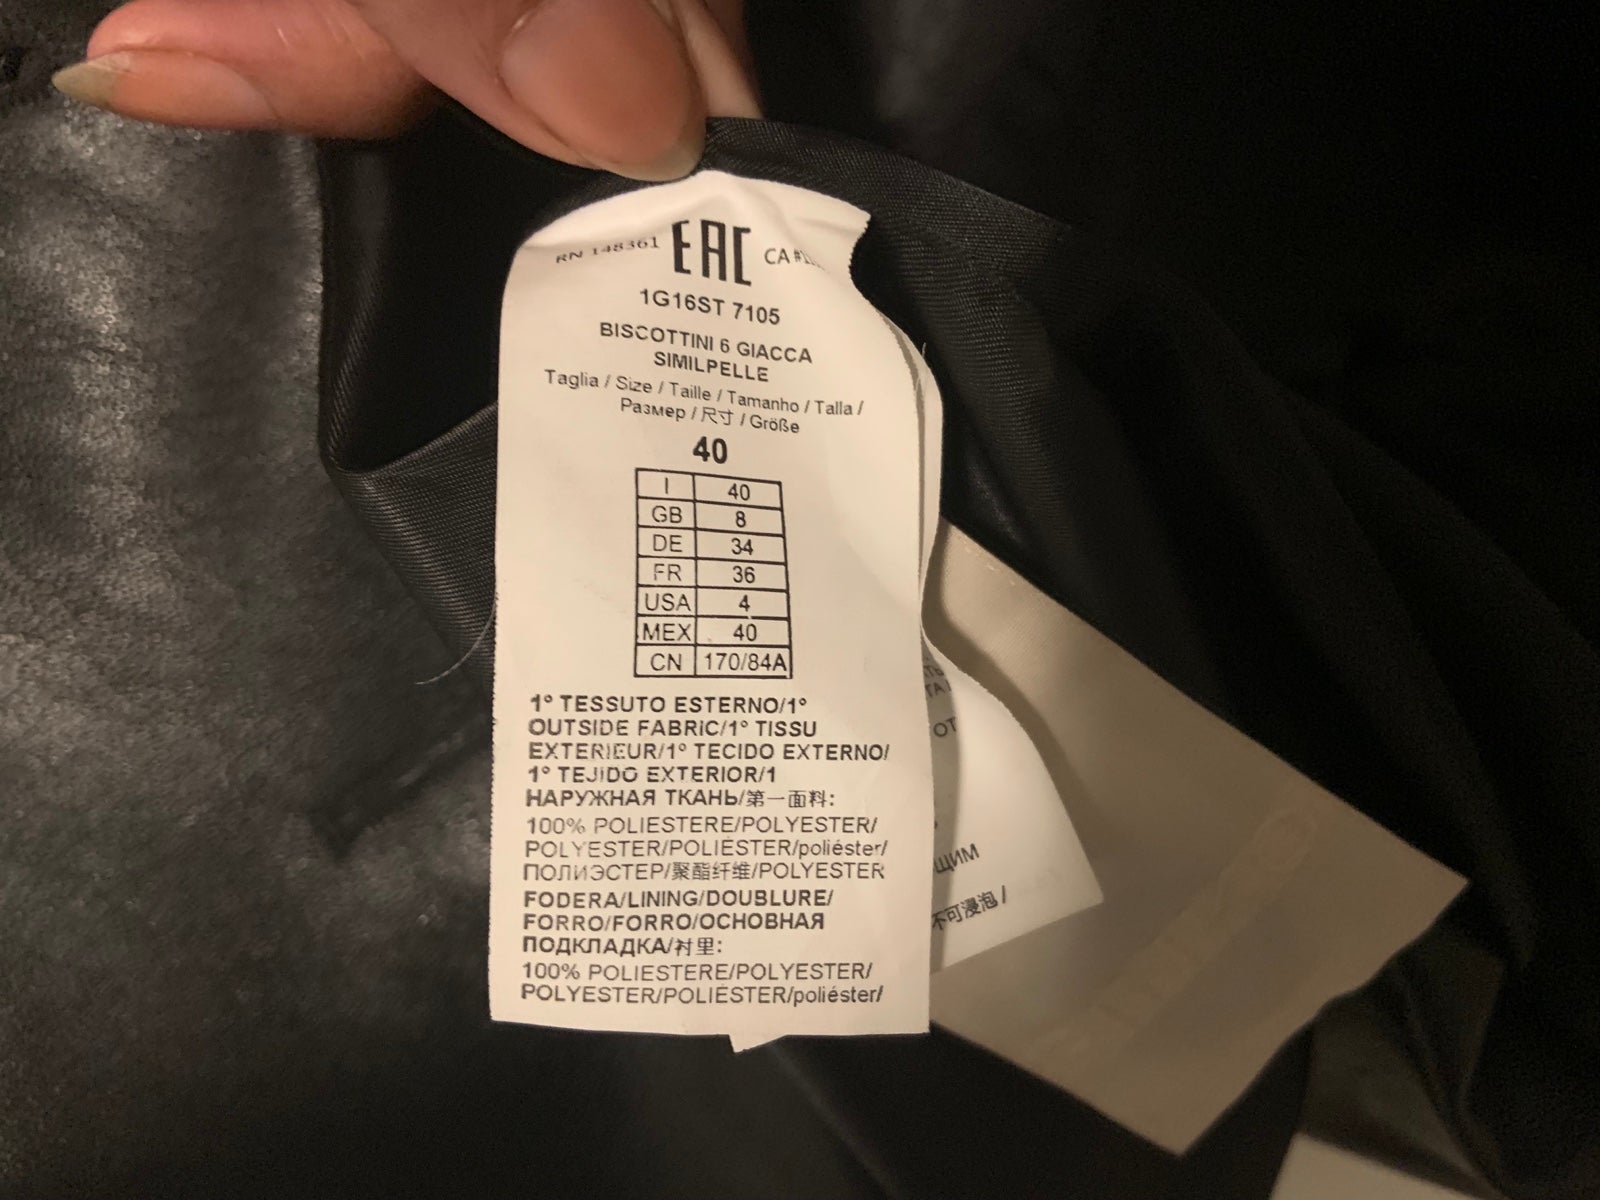 RN 148361 EAC CA
1G16ST 7105
BISCOTTINI 6 GIACCA
SIMILPELLE
Taglia / Size / Taille / Tamanho / Talla /
Размер / 尺寸 / Größe
40
I 40
GB 8
DE 34
FR 36
USA 4
MEX 40
CN 170/84A
1° TESSUTO ESTERNO/1°
OUTSIDE FABRIC/1° TISSU
EXTERIEUR/1° TECIDO EXTERNO/
1° TEJIDO EXTERIOR/1
НАРУЖНАЯ ТКАНЬ/第一面料:
100% POLIESTERE/POLYESTER/
POLYESTER/POLIÉSTER/poliéster/
ПОЛИЭСТЕР/聚酯纤维/POLYESTER
FODERA/LINING/DOUBLURE/
FORRO/FORRO/ОСНОВНАЯ
ПОДКЛАДКА/衬里:
100% POLIESTERE/POLYESTER/
POLYESTER/POLIÉSTER/poliéster/
ЩИМ
不可浸泡 /